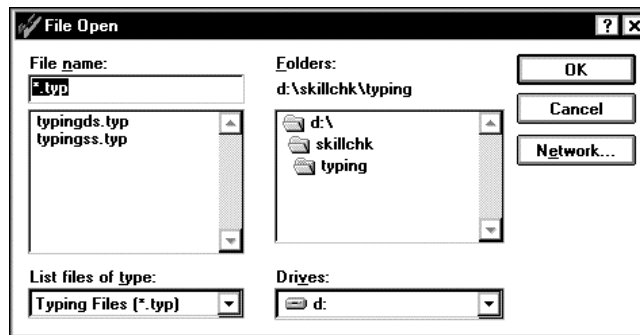 File Open
File name:
*.typ
typingds.typ
typingss.typ
List files of type:
Typing Files (*.typ)
Folders:
d:\skillchk\typing
d:\
skillchk
typing
Drives:
d:
OK
Cancel
Network...